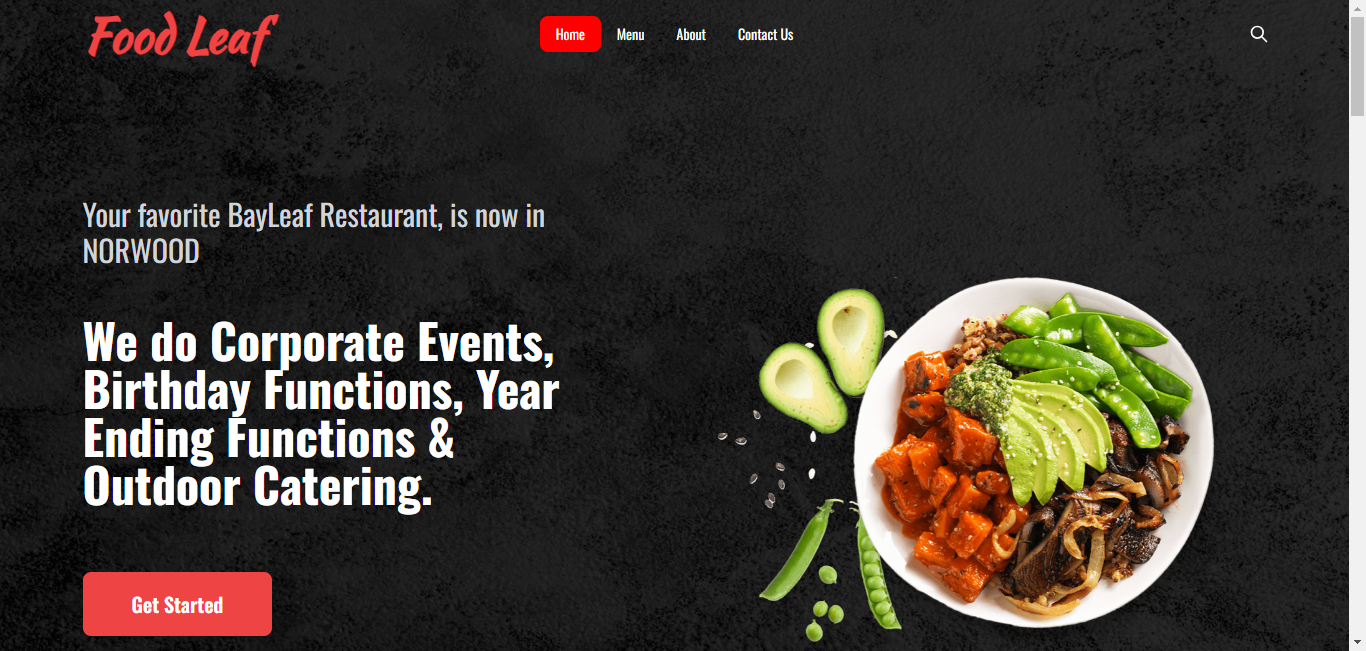 Food Leaf
Home
Menu
About
Contact Us
Your favorite BayLeaf Restaurant, is now in
NORWOOD
We do Corporate Events,
Birthday Functions, Year
Ending Functions &
Outdoor Catering.
Get Started